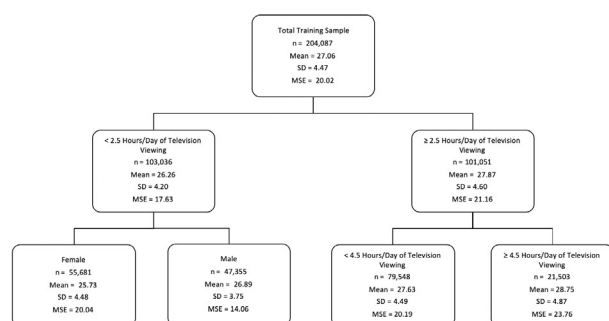 Total Training Sample
n = 204,087
Mean = 27.06
SD = 4.47
MSE = 20.02
< 2.5 Hours/Day of Television
Viewing
n = 103,036
Mean = 26.26
SD = 4.20
MSE = 17.63
≥ 2.5 Hours/Day of Television
Viewing
n = 101,051
Mean = 27.87
SD = 4.60
MSE = 21.16
Female
n = 55,681
Mean = 25.73
SD = 4.48
MSE = 20.04
Male
n = 47,355
Mean = 26.89
SD = 3.75
MSE = 14.06
< 4.5 Hours/Day of Television
Viewing
n = 79,548
Mean = 27.63
SD = 4.49
MSE = 20.19
≥ 4.5 Hours/Day of Television
Viewing
n = 21,503
Mean = 28.75
SD = 4.87
MSE = 23.76